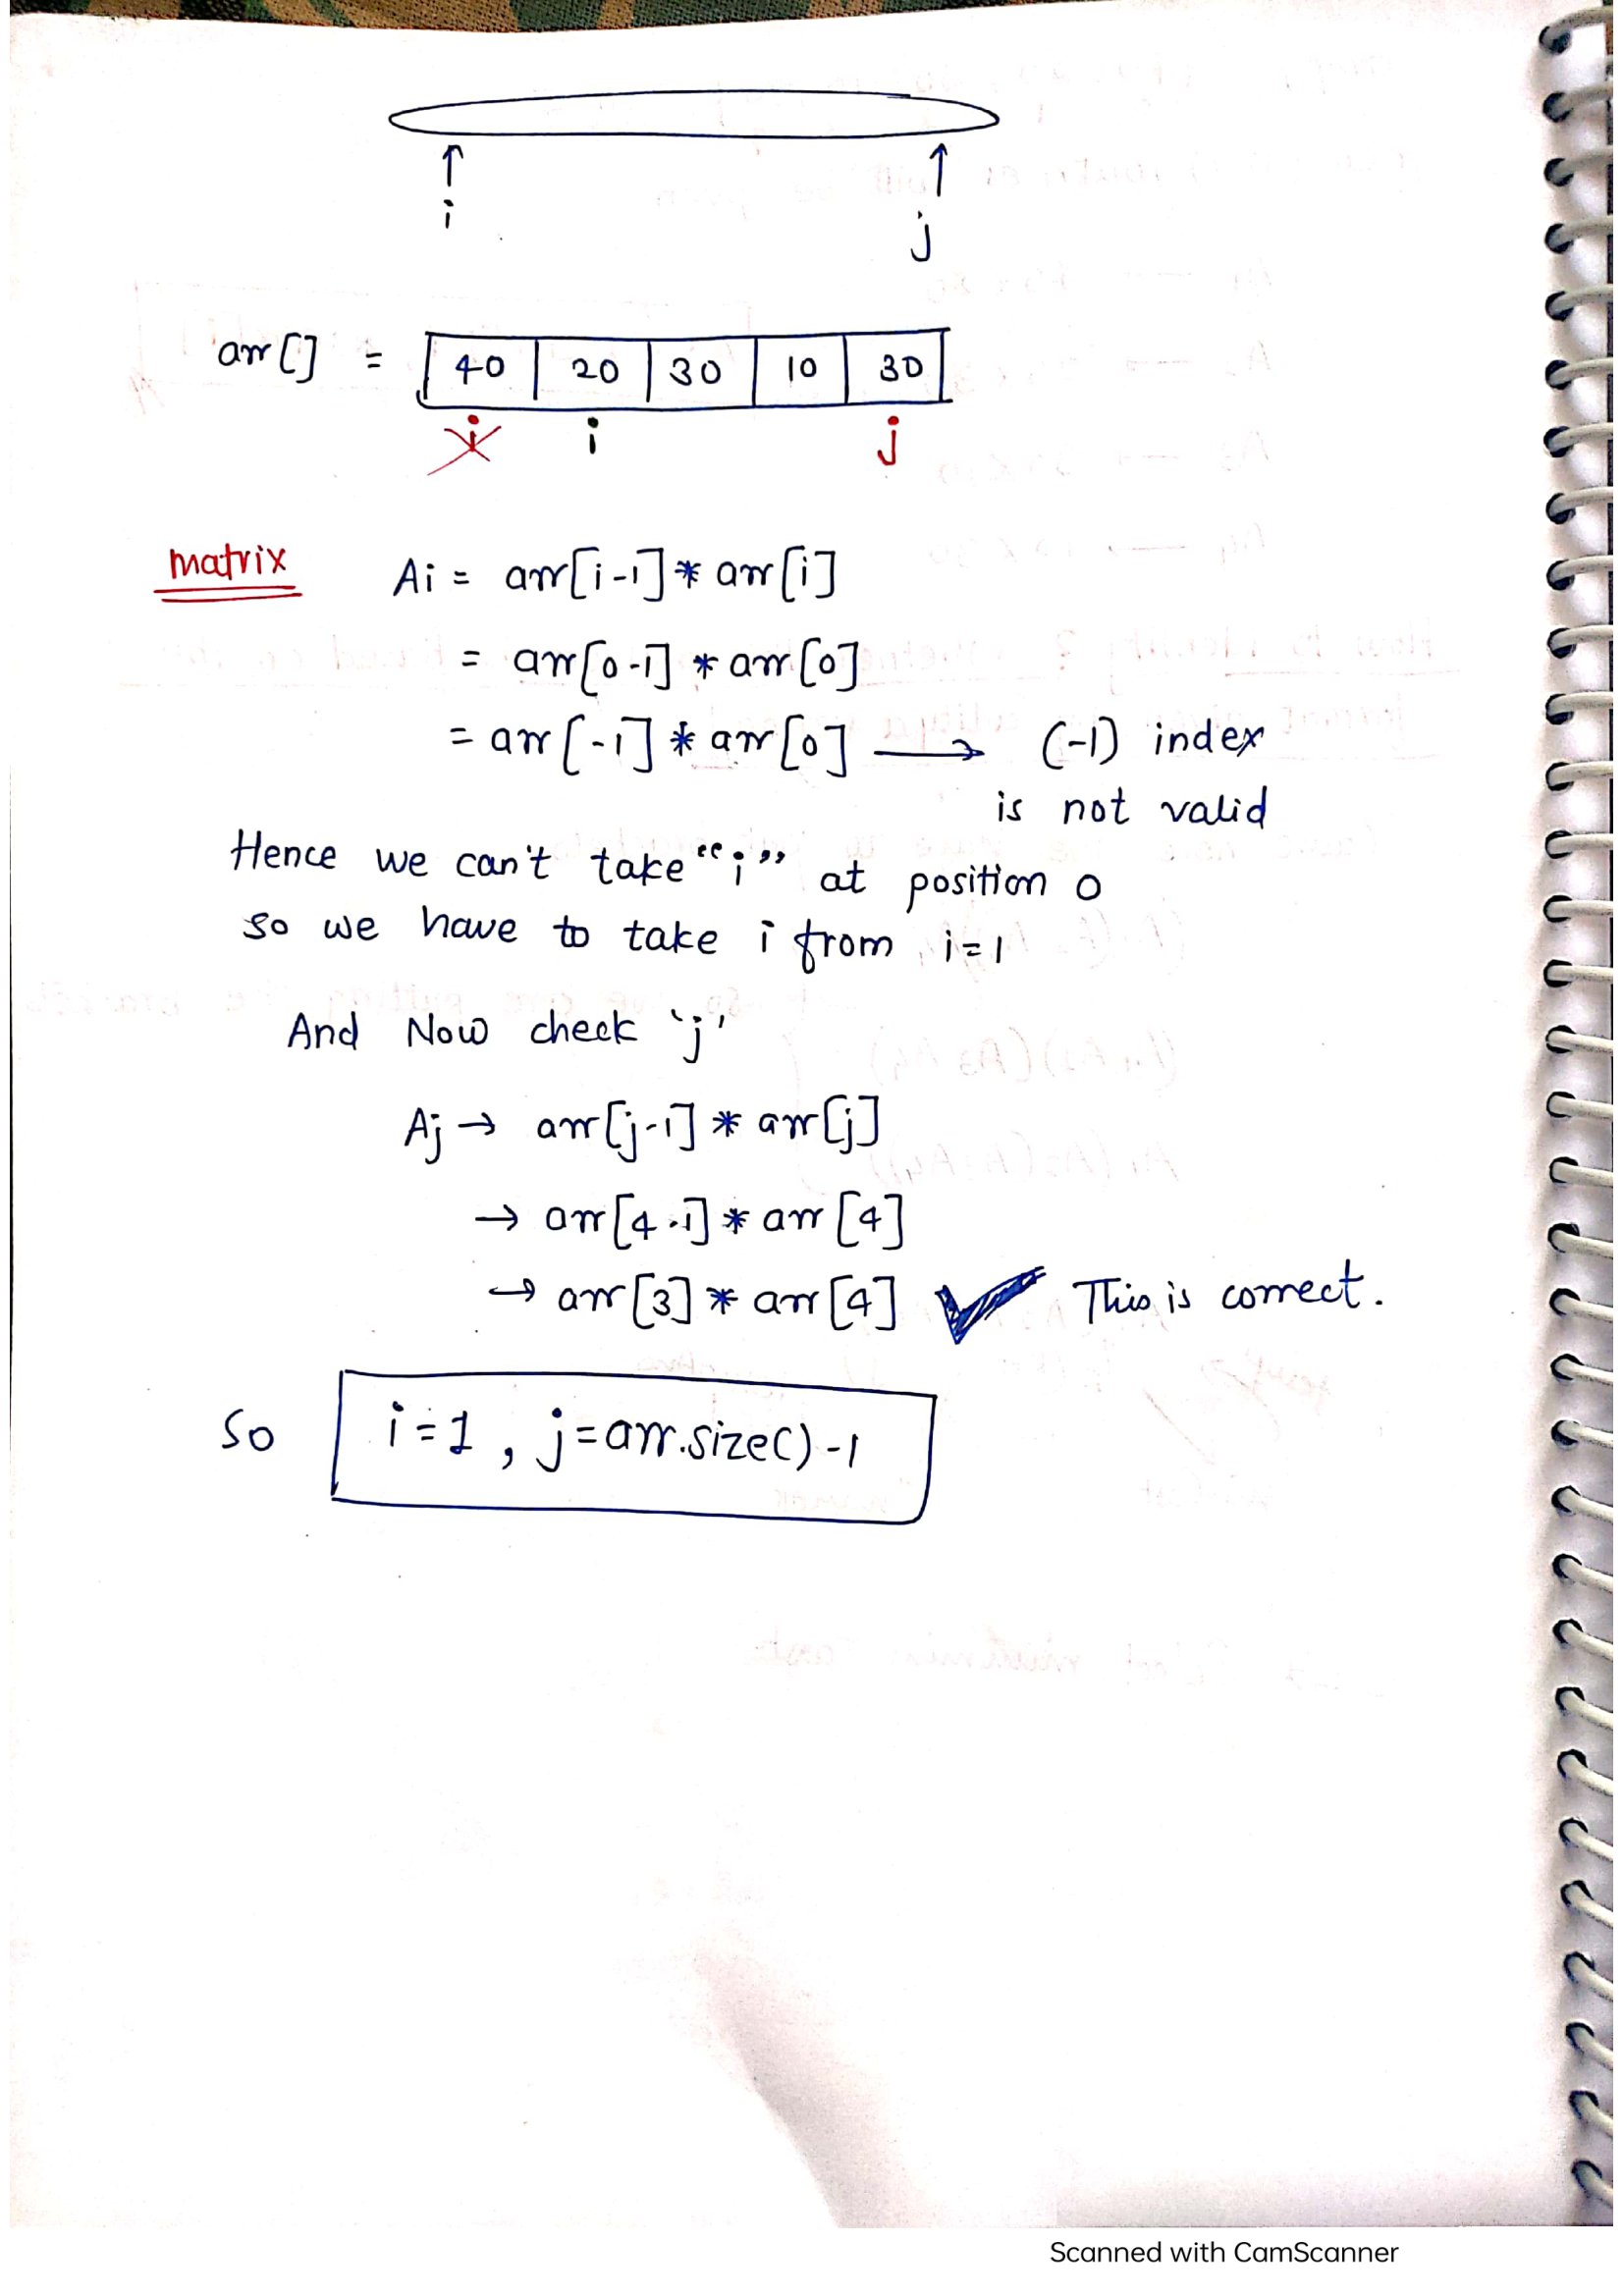 i
j
arr[] = 40 20 30 10 30
i i j
matrix Ai = arr[i-1] * arr[i]
= arr[0-1] * arr[0]
= arr[-1] * arr[0] → (-1) index
is not valid
Hence we can't take "i" at position 0
so we have to take i from i=1
And Now check 'j'
Aj → arr[j-1] * arr[j]
→ arr[4-1] * arr[4]
→ arr[3] * arr[4] ✓ This is correct.
So i=1, j=arr.size()-1
Scanned with CamScanner